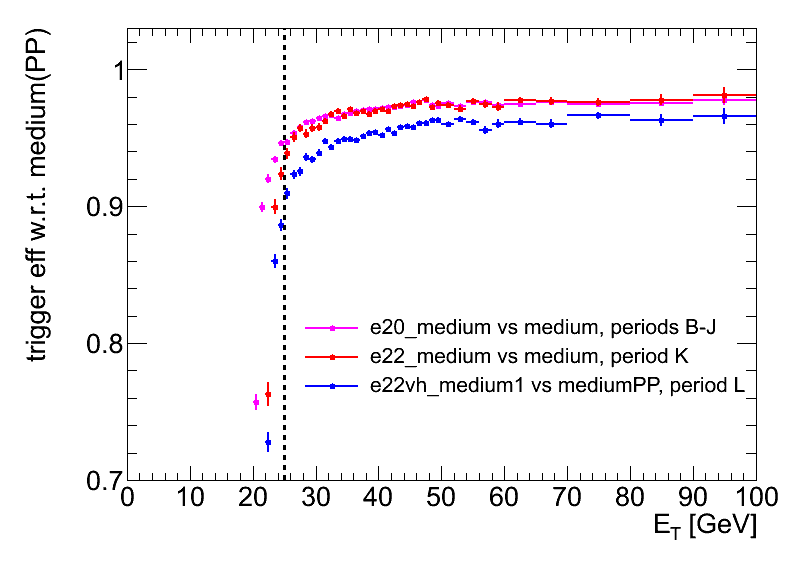 trigger eff w.r.t. medium(PP)
1
0.9
0.8
0.7
e20_medium vs medium, periods B-J
e22_medium vs medium, period K
e22vh_medium1 vs mediumPP, period L
0 10 20 30 40 50 60 70 80 90 100
E_T [GeV]